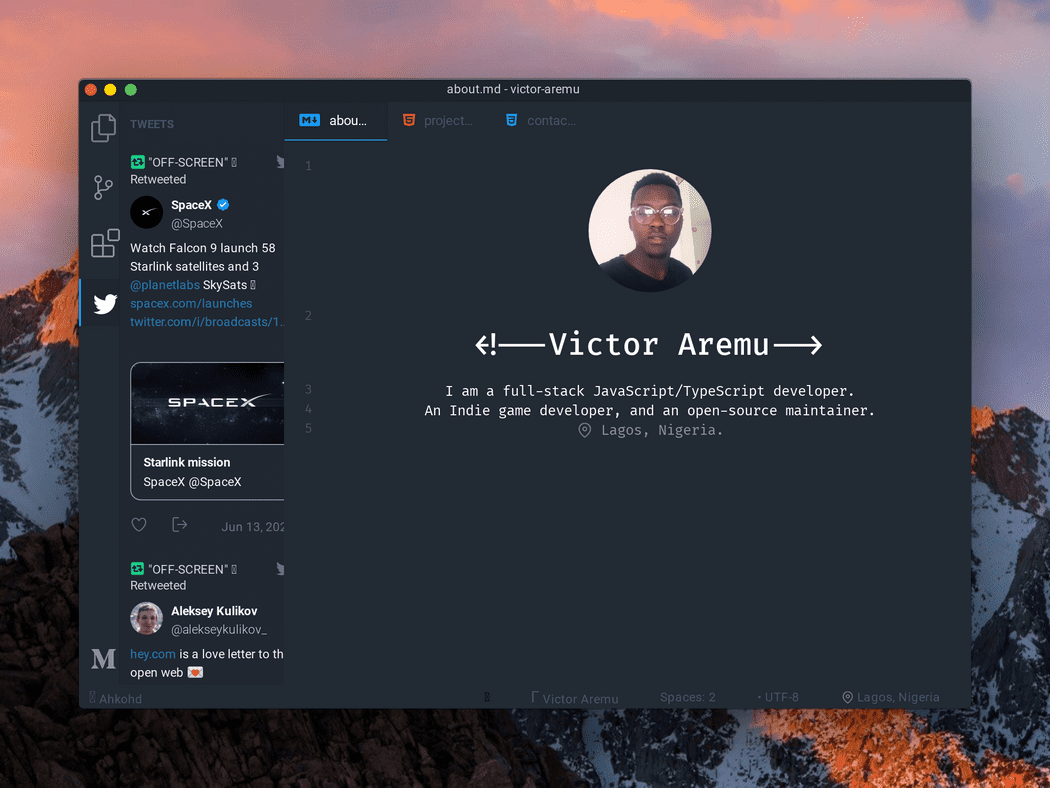 about.md - victor-aremu
TWEETS
abou…
project…
contac…
"OFF-SCREEN"
Retweeted
SpaceX
@SpaceX
Watch Falcon 9 launch 58
Starlink satellites and 3
@planetlabs SkySats
spacex.com/launches
twitter.com/i/broadcasts/1…
SPACEX
Starlink mission
SpaceX @SpaceX
Jun 13, 202
"OFF-SCREEN"
Retweeted
Aleksey Kulikov
@alekseykulikov_
hey.com is a love letter to th
open web
M
1
2
<!——Victor Aremu——>
3 I am a full-stack JavaScript/TypeScript developer.
4 An Indie game developer, and an open-source maintainer.
5 Lagos, Nigeria.
Ahkohd
Victor Aremu
Spaces: 2
• UTF-8
Lagos, Nigeria